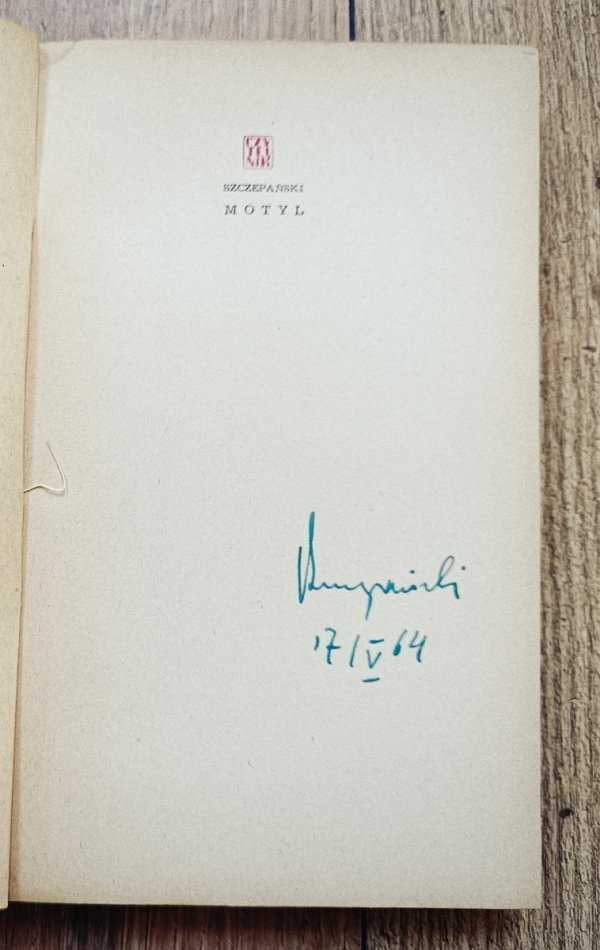 CZY
TEL
NIK
SZCZEPAŃSKI
MOTYL
17/V 64